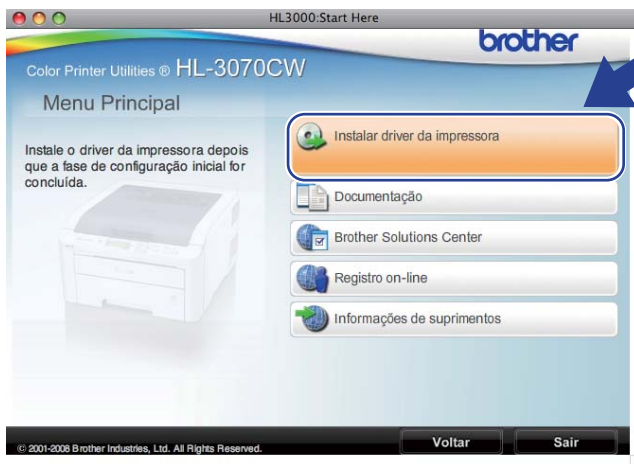 HL3000:Start Here
brother
Color Printer Utilities ® HL-3070CW
Menu Principal
Instale o driver da impressora depois
que a fase de configuração inicial for
concluída.
Instalar driver da impressora
Documentação
Brother Solutions Center
Registro on-line
Informações de suprimentos
© 2001-2008 Brother Industries, Ltd. All Rights Reserved.
Voltar
Sair